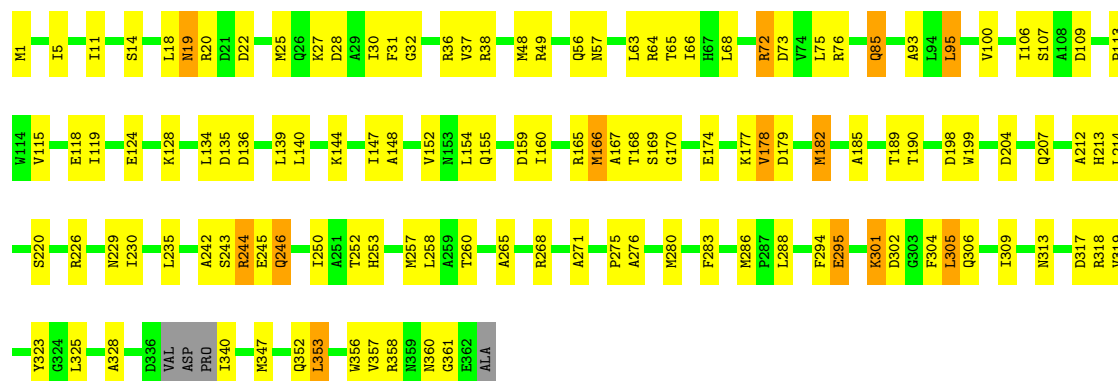 M1 I5 I11 S14 L18 N19 R20 D21 D22 M25 Q26 K27 D28 A29 I30 F31 G32 R36 V37 R38 M48 R49 Q56 N57 L63 R64 T65 I66 H67 L68 R72 D73 V74 L75 R76 Q85 A93 L94 L95 V100 I106 S107 A108 D109
W114 V115 E118 I119 E124 K128 L134 D135 D136 L139 L140 K144 I147 A148 V152 N153 L154 Q155 D159 I160 R165 M166 A167 T168 S169 G170 E174 K177 V178 D179 M182 A185 T189 T190 D198 W199 D204 Q207 A212 H213 L214
S220 R226 N229 I230 L235 A242 S243 R244 E245 Q246 I250 A251 T252 H253 M257 L258 A259 T260 A265 R268 A271 P275 A276 M280 F283 M286 P287 L288 F294 E295 K301 D302 G303 F304 L305 Q306 I309 N313 D317 R318 V319
Y323 G324 L325 A328 D336 VAL ASP PRO I340 M347 Q352 L353 W356 V357 R358 N359 N360 G361 E362 ALA